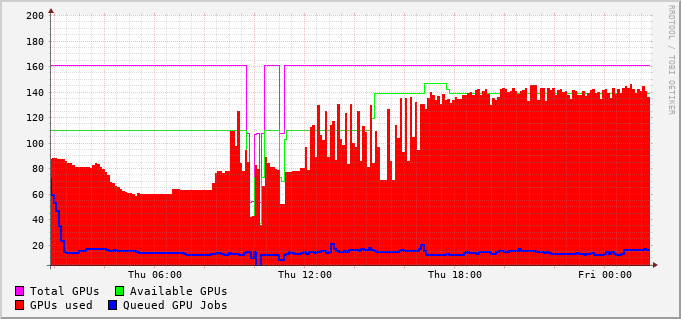 200
180
160
140
120
100
80
60
40
20
Thu 06:00 Thu 12:00 Thu 18:00 Fri 00:00
Total GPUs Available GPUs
GPUs used Queued GPU Jobs
RRDTOOL / TOBI OETIKER